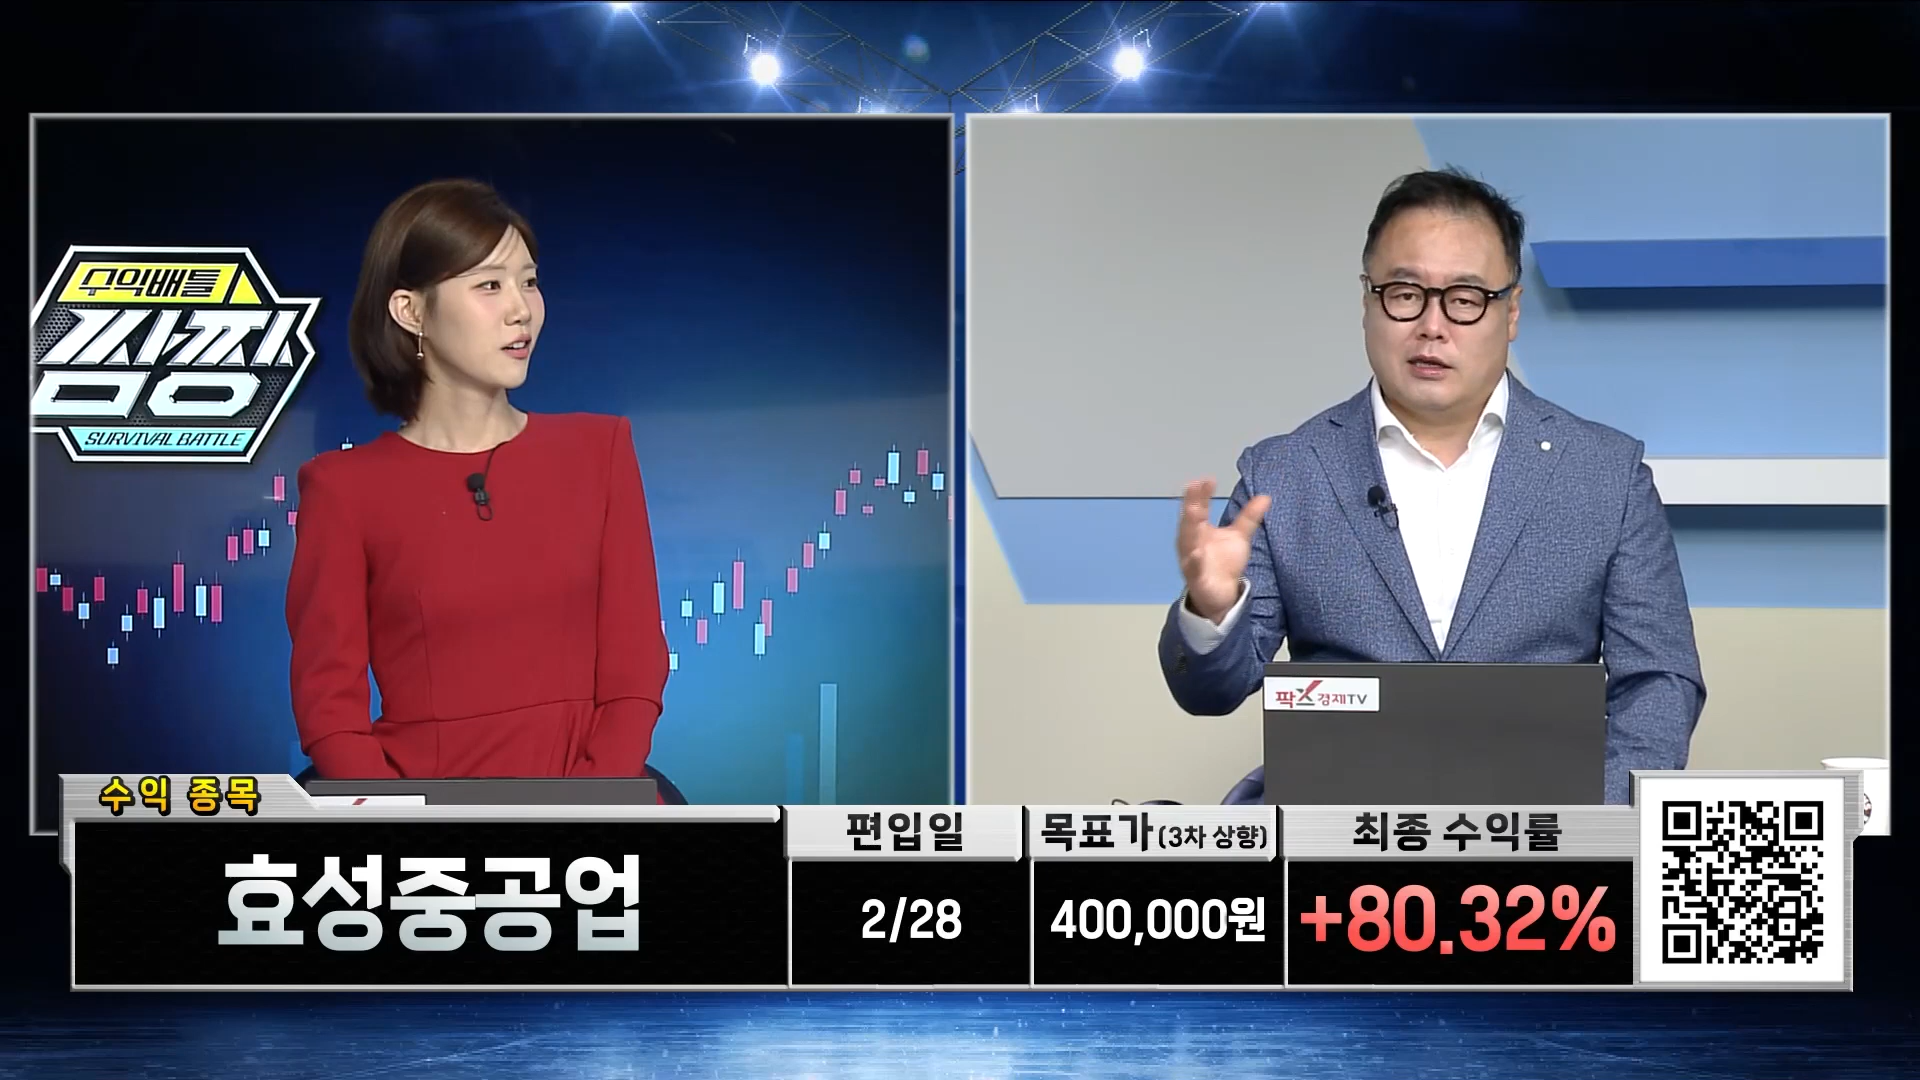 수익배틀
짬짱
SURVIVAL BATTLE
팍스경제TV
수익 종목
효성중공업
편입일
2/28
목표가(3차 상향)
400,000원
최종 수익률
+80.32%